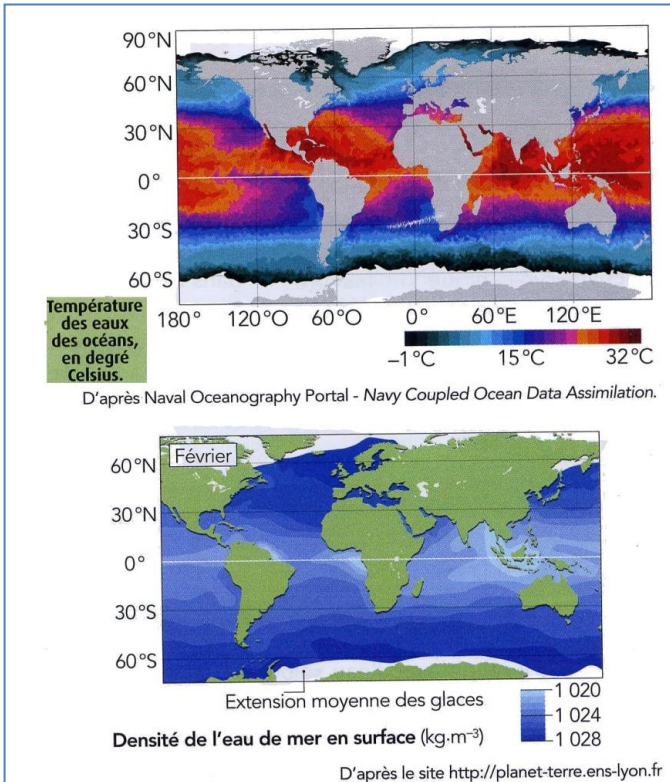 90°N
60°N
30°N
0°
30°S
60°S
180° 120°O 60°O 0° 60°E 120°E
Température
des eaux
des océans,
en degré
Celsius.
–1°C 15°C 32°C
D'après Naval Oceanography Portal - Navy Coupled Ocean Data Assimilation.
Février
60°N
30°N
0°
30°S
60°S
Extension moyenne des glaces
1 020
1 024
1 028
Densité de l'eau de mer en surface (kg·m⁻³)
D'après le site http://planet-terre.ens-lyon.fr